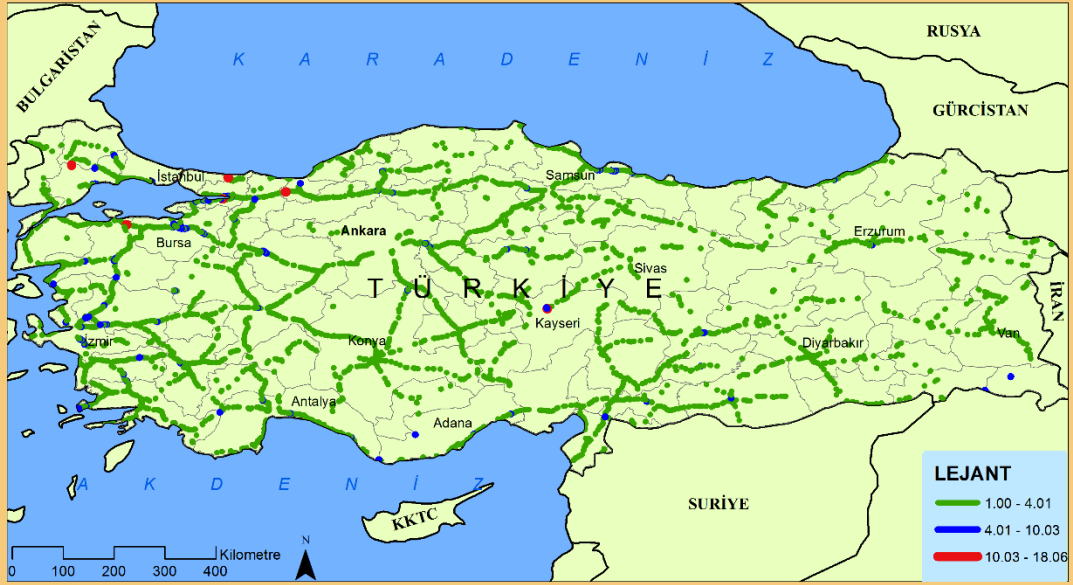 RUSYA
BULGARİSTAN
K A R A D E N İ Z
GÜRCİSTAN
İstanbul
Samsun
Ankara
Erzurum
Bursa
Sivas
T Ü R K İ Y E
İRAN
Kayseri
Van
İzmir
Konya
Diyarbakır
Antalya
Adana
A K D E N İ Z
LEJANT
SURİYE
1.00 - 4.01
KKTC
4.01 - 10.03
N
Kilometre
10.03 - 18.06
0 100 200 300 400